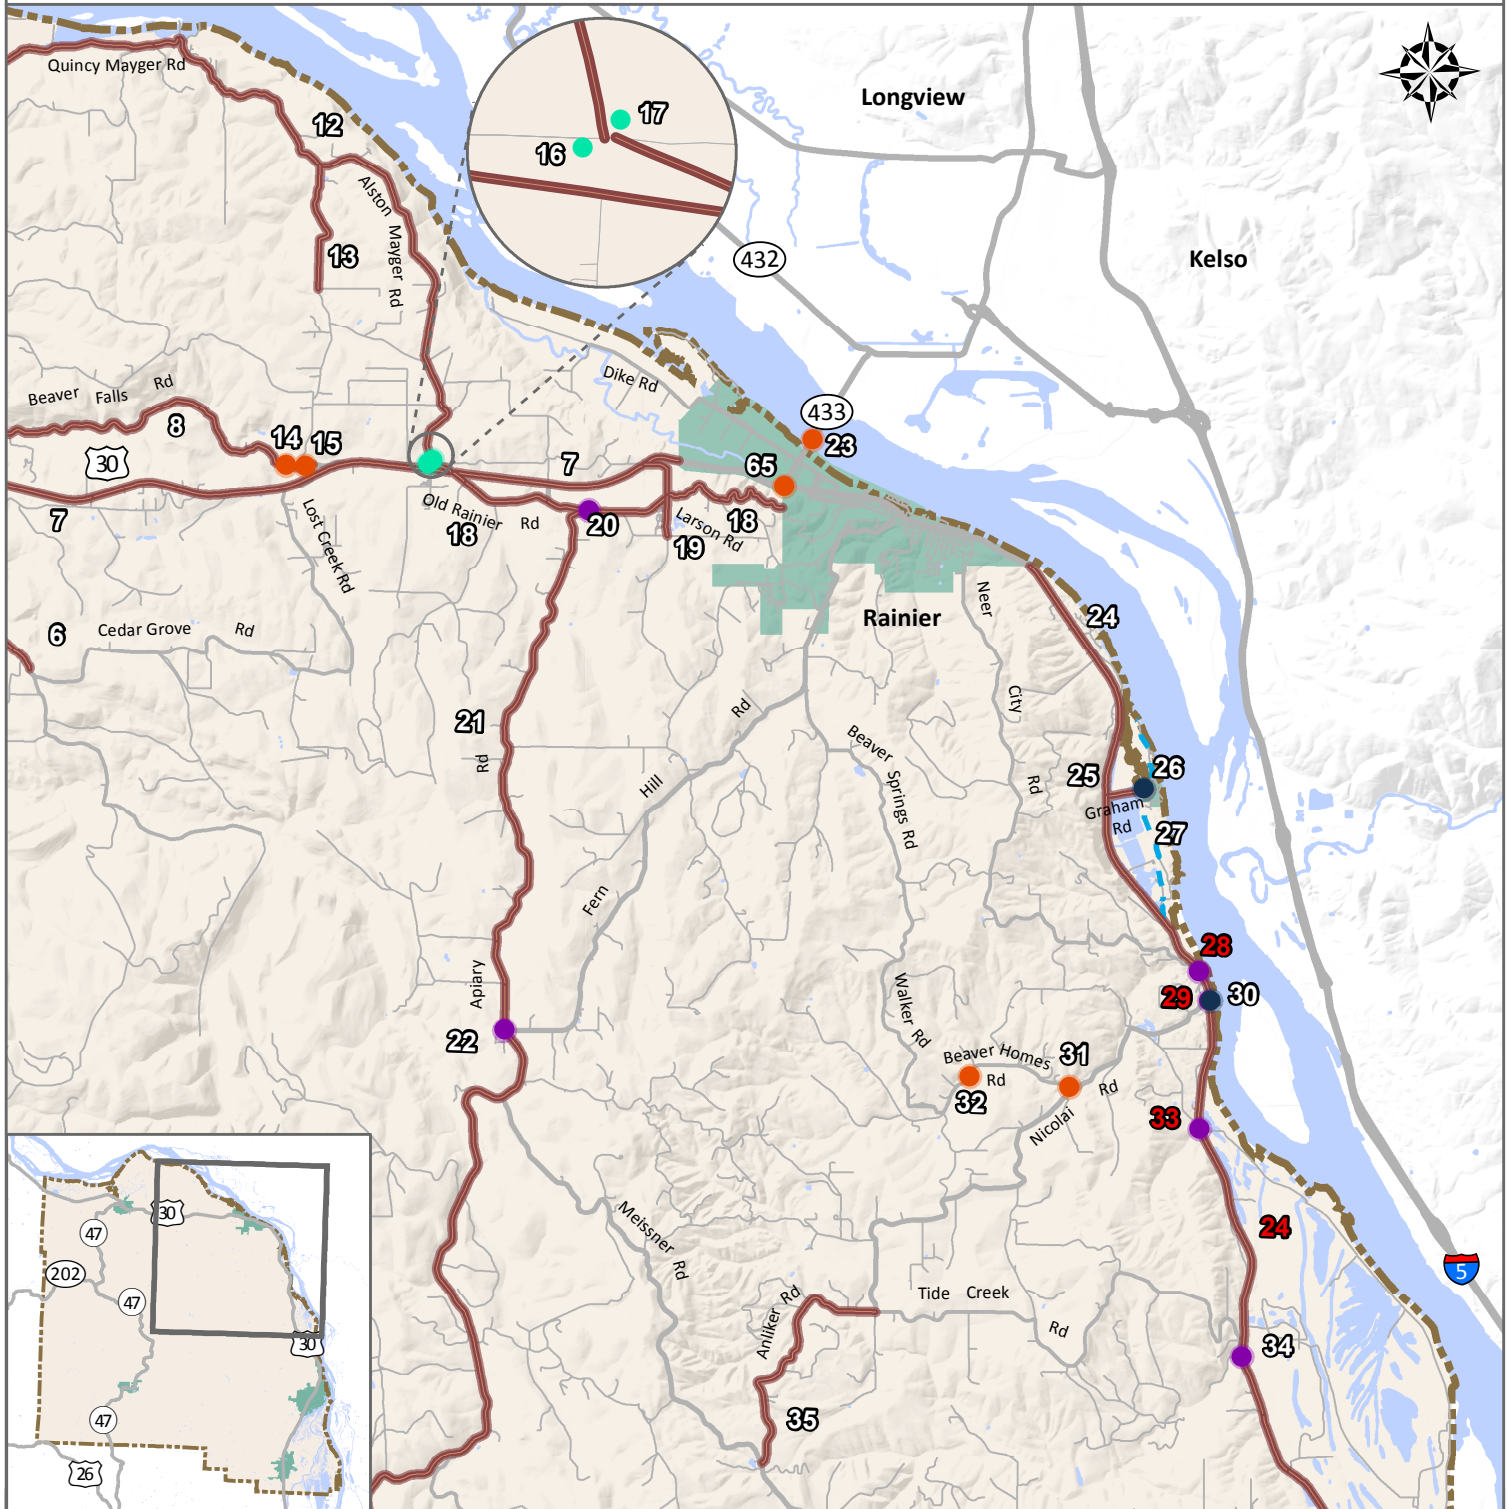 Quincy Mayger Rd
Longview
17
12
16
Alston
Mayger Rd
13
432
Kelso
Dike Rd
Beaver Falls Rd
8
433
14
15
23
30
7
65
7
Old Rainier Rd
18
20
Larson Rd
18
19
Lost Creek Rd
6
Cedar Grove Rd
Rainier
Neer
City
Rd
24
21
Rd
Rd
Hill
Fern
Beaver
Springs Rd
25
26
Graham
Rd
27
28
29
30
Apiary
22
Walker Rd
Beaver Homes
Rd
31
32
Rd
Nicolai
33
24
30
47
202
47
30
47
26
Meissner
Rd
Anliker Rd
Tide Creek
Rd
5
34
35